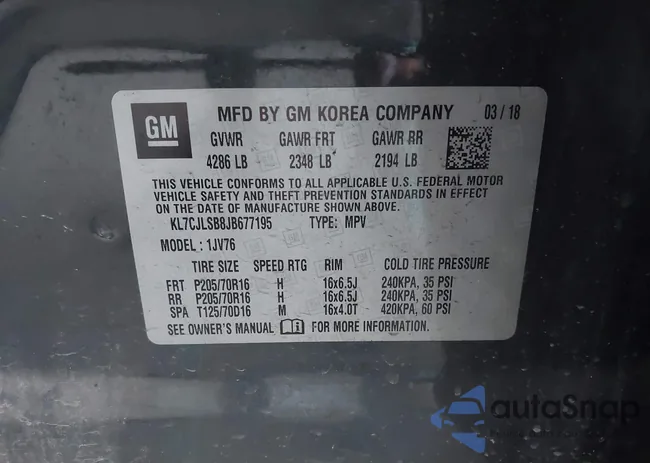 GM MFD BY GM KOREA COMPANY 03 / 18
GVWR GAWR FRT GAWR RR
4286 LB 2348 LB 2194 LB
THIS VEHICLE CONFORMS TO ALL APPLICABLE U.S. FEDERAL MOTOR
VEHICLE SAFETY AND THEFT PREVENTION STANDARDS IN EFFECT
ON THE DATE OF MANUFACTURE SHOWN ABOVE.
KL7CJLSB8JB677195 TYPE: MPV
MODEL : 1JV76
TIRE SIZE SPEED RTG RIM COLD TIRE PRESSURE
FRT P205/70R16 H 16x6.5J 240KPA, 35 PSI
RR P205/70R16 H 16x6.5J 240KPA, 35 PSI
SPA T125/70D16 M 16x4.0T 420KPA, 60 PSI
SEE OWNER'S MANUAL FOR MORE INFORMATION.
autoSnap